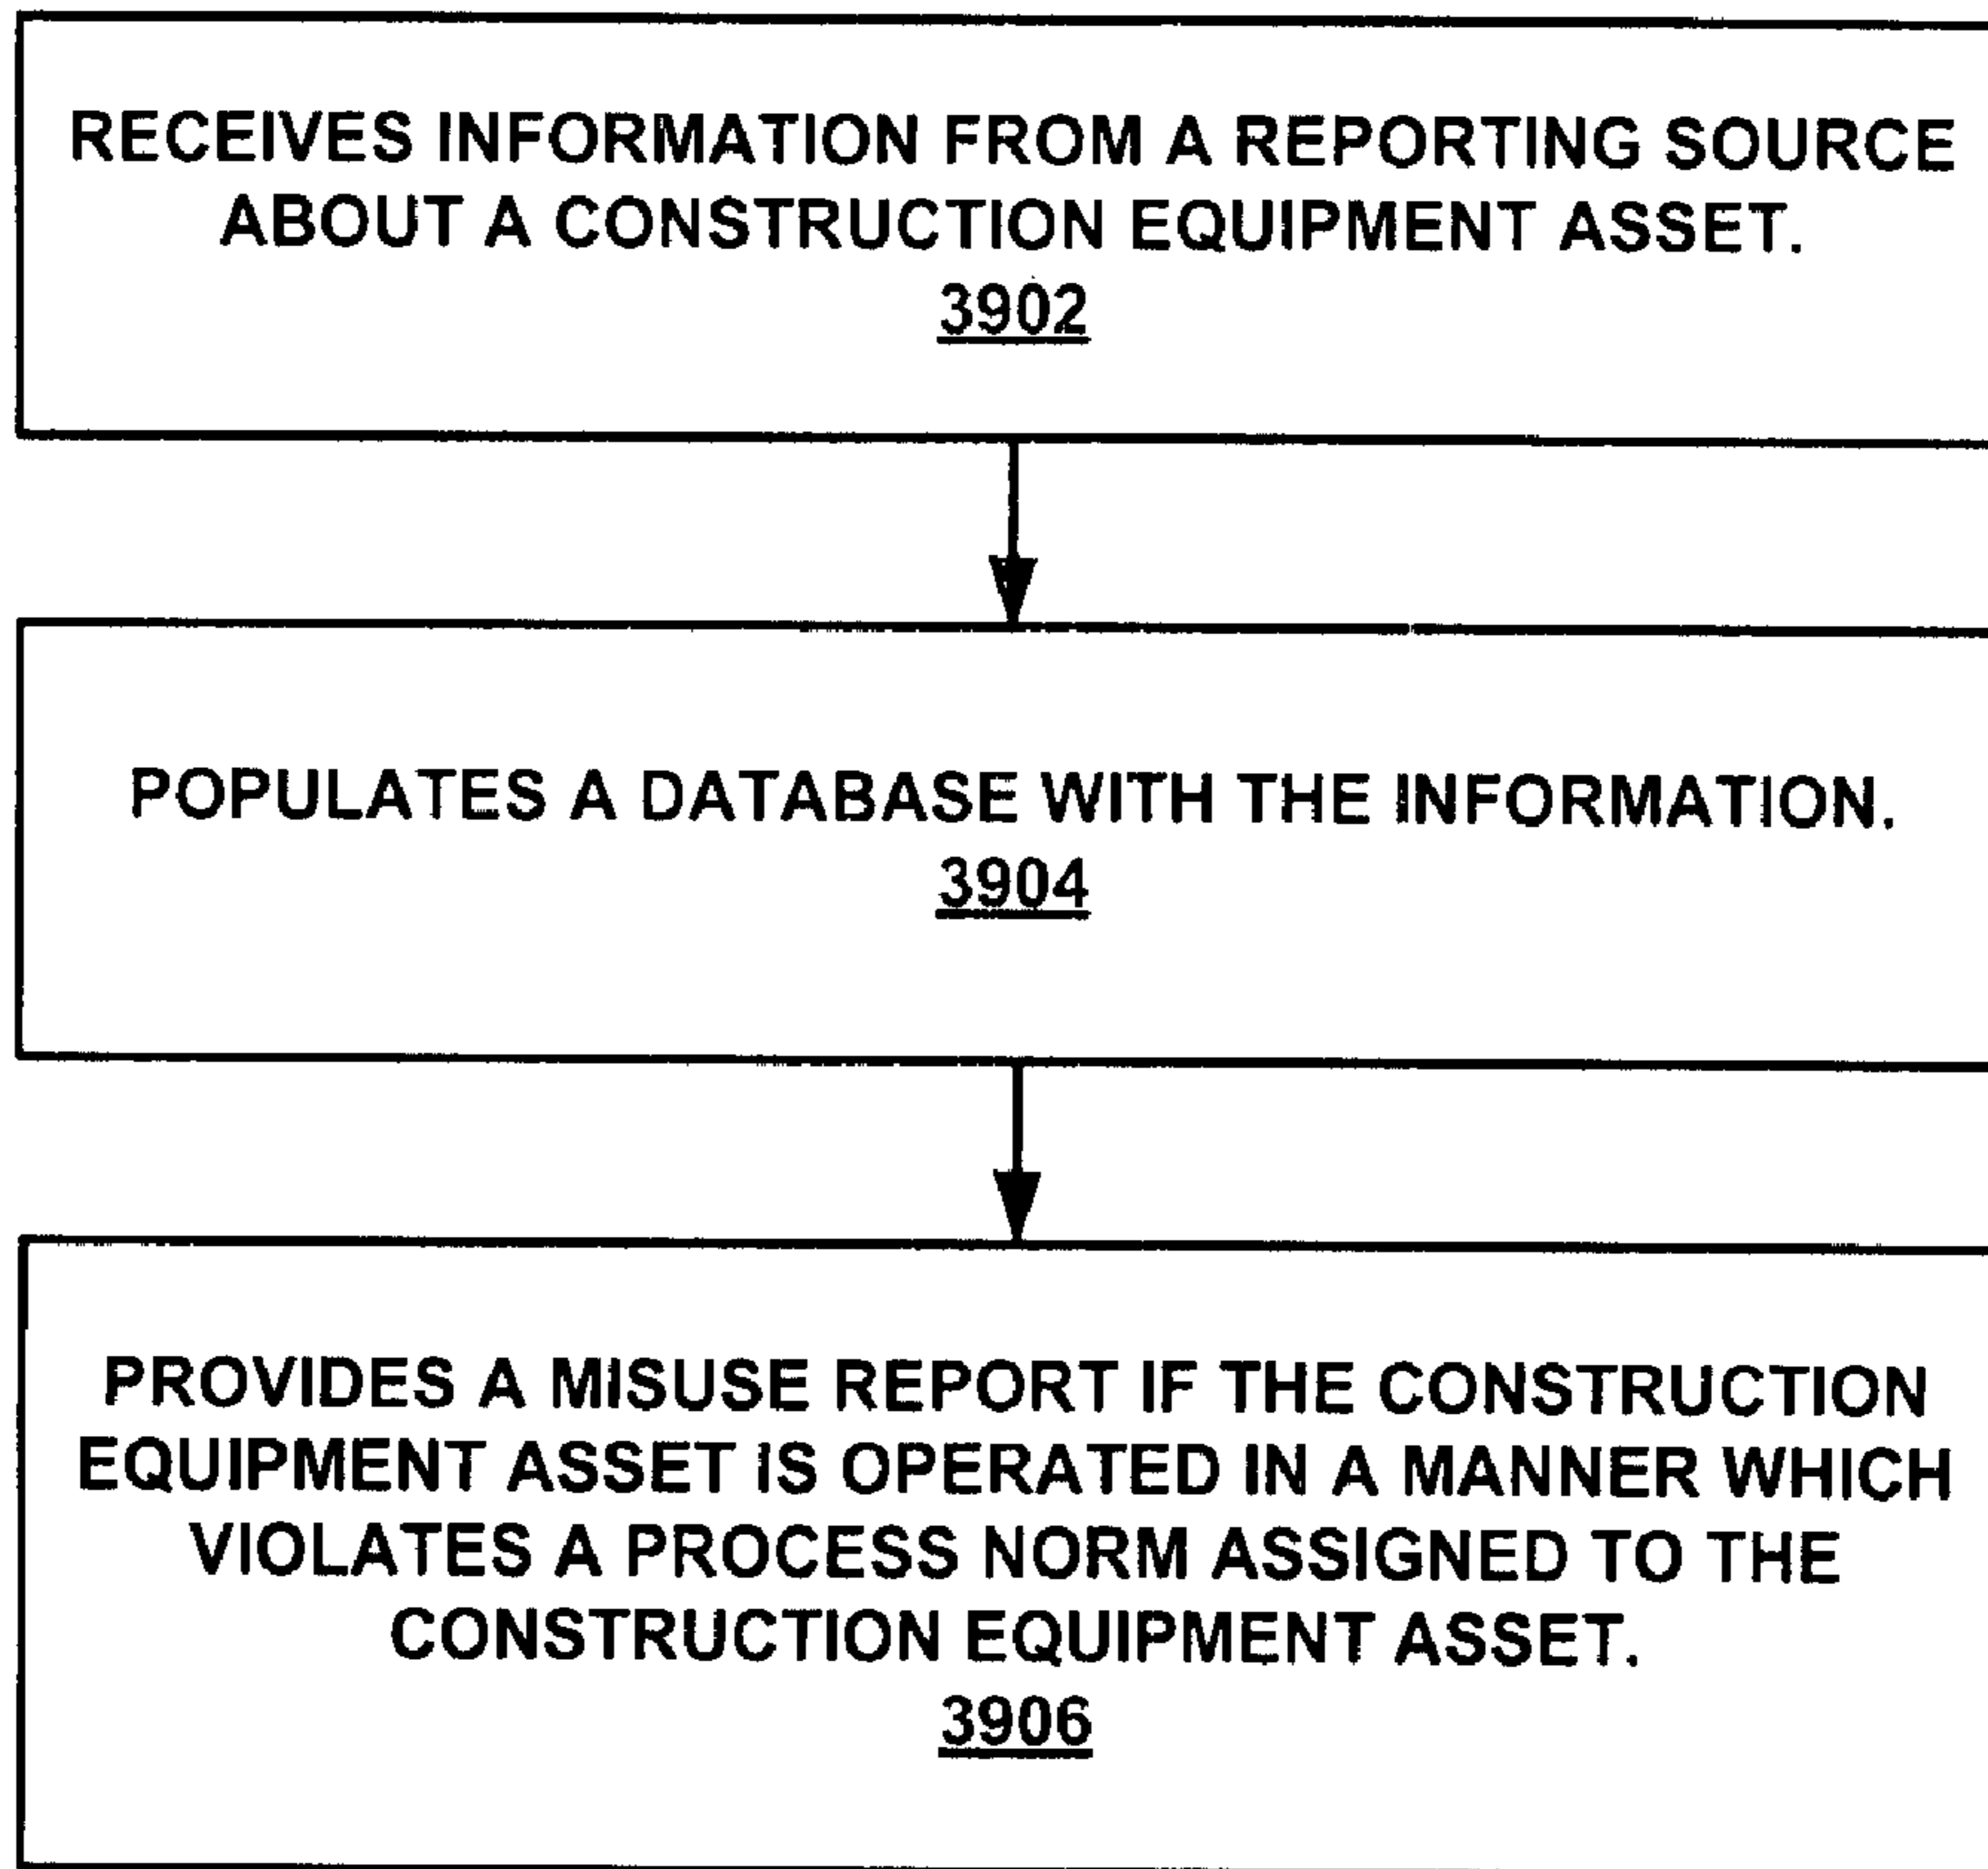 RECEIVES INFORMATION FROM A REPORTING SOURCE
ABOUT A CONSTRUCTION EQUIPMENT ASSET.
3902
POPULATES A DATABASE WITH THE INFORMATION.
3904
PROVIDES A MISUSE REPORT IF THE CONSTRUCTION
EQUIPMENT ASSET IS OPERATED IN A MANNER WHICH
VIOLATES A PROCESS NORM ASSIGNED TO THE
CONSTRUCTION EQUIPMENT ASSET.
3906